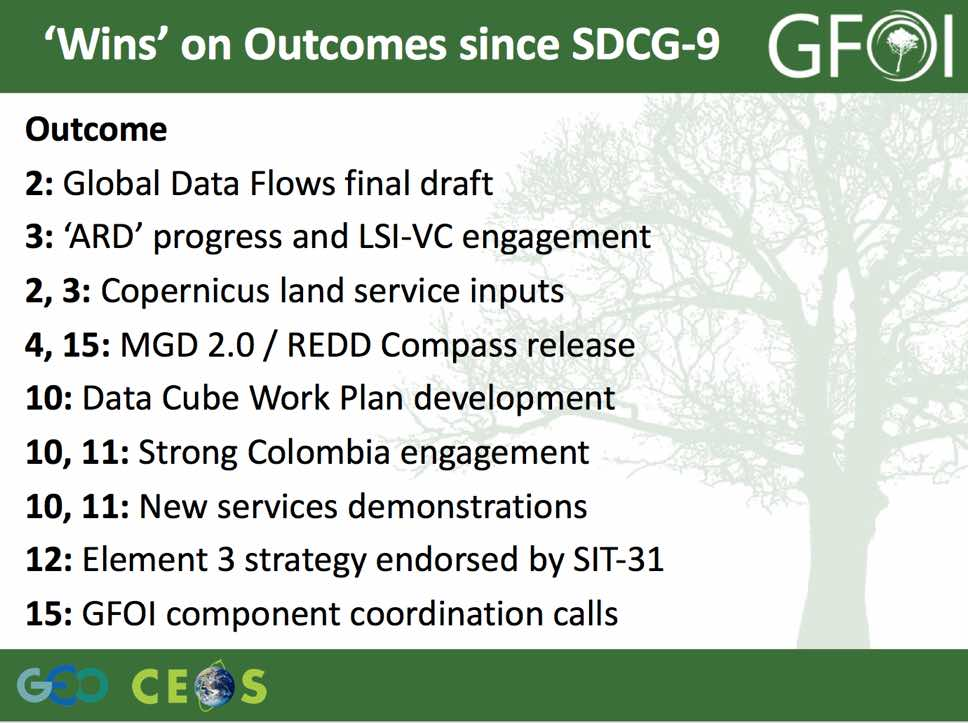 ‘Wins’ on Outcomes since SDCG-9
GFOI
Outcome
2: Global Data Flows final draft
3: ‘ARD’ progress and LSI-VC engagement
2, 3: Copernicus land service inputs
4, 15: MGD 2.0 / REDD Compass release
10: Data Cube Work Plan development
10, 11: Strong Colombia engagement
10, 11: New services demonstrations
12: Element 3 strategy endorsed by SIT-31
15: GFOI component coordination calls
GEO CEOS